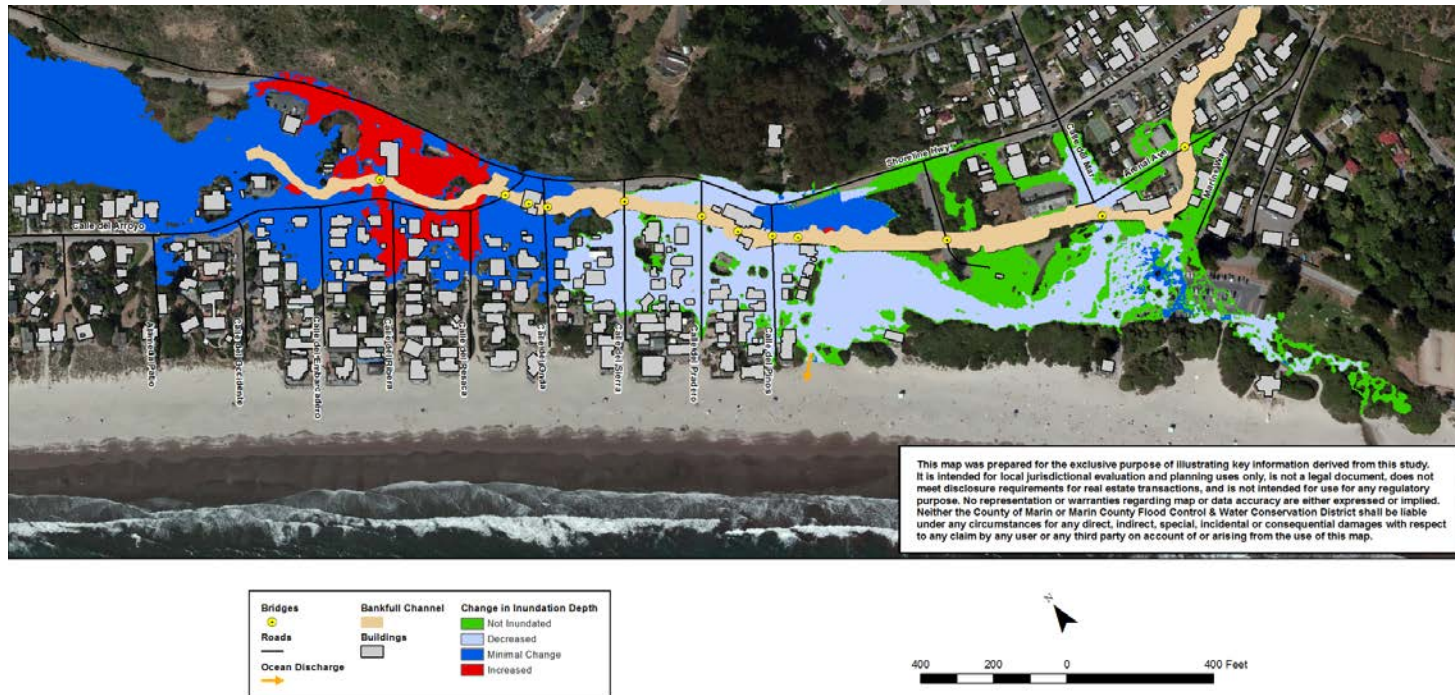 Shoreline Hwy
Calle del Mar
Arenal Ave
Marine Way
Calle del Arroyo
Calle del Embarcadero
Calle del Ribera
Calle del Resaca
Calle del Onda
Calle del Sierra
Calle del Pradero
Calle del Pinos
This map was prepared for the exclusive purpose of illustrating key information derived from this study.
It is intended for local jurisdictional evaluation and planning uses only, is not a legal document, does not
meet disclosure requirements for real estate transactions, and is not intended for use for any regulatory
purpose. No representation or warranties regarding map or data accuracy are either expressed or implied.
Neither the County of Marin or Marin County Flood Control & Water Conservation District shall be liable
under any circumstances for any direct, indirect, special, incidental or consequential damages with respect
to any claim by any user or any third party on account of or arising from the use of this map.
Bridges
Roads
Ocean Discharge
Bankfull Channel
Buildings
Change in Inundation Depth
Not Inundated
Decreased
Minimal Change
Increased
N
400 200 0 400 Feet